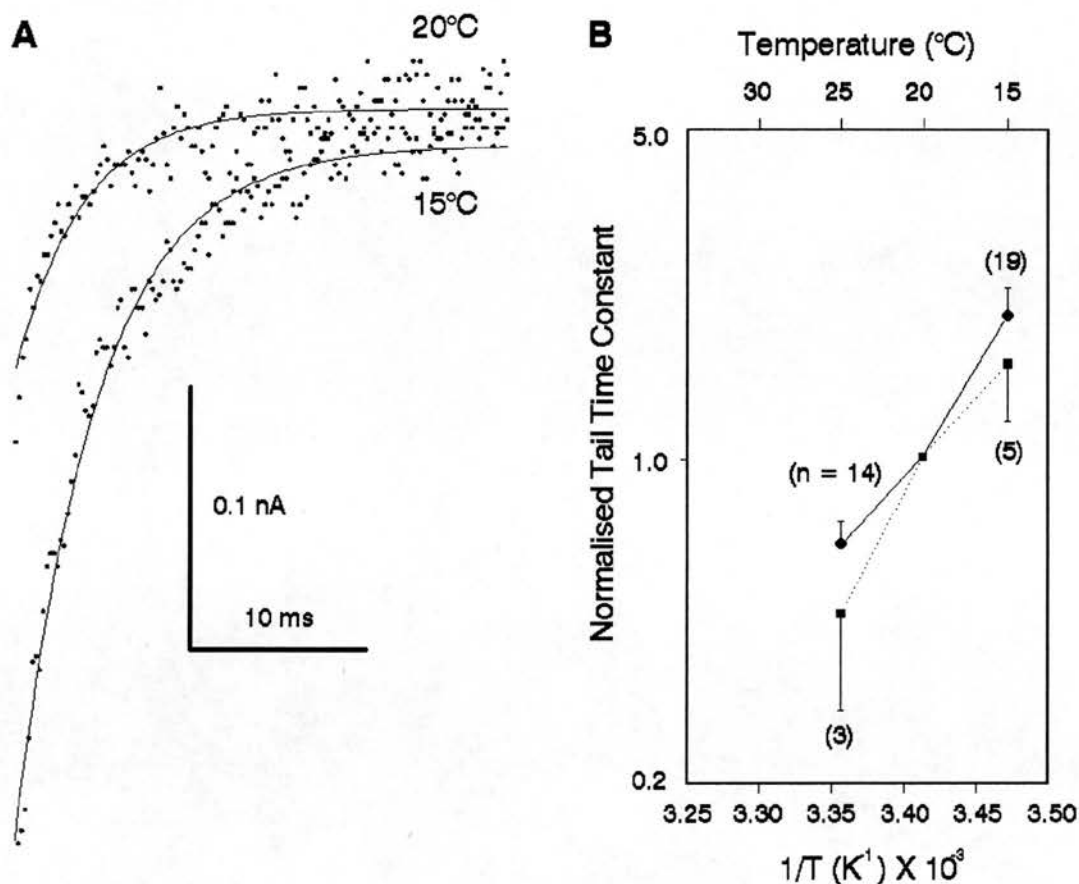 A
20°C
15°C
0.1 nA
10 ms
B
Temperature (°C)
30 25 20 15
5.0
1.0
0.2
Normalised Tail Time Constant
(19)
(n = 14)
(5)
(3)
3.25 3.30 3.35 3.40 3.45 3.50
1/T (K⁻¹) X 10⁻³